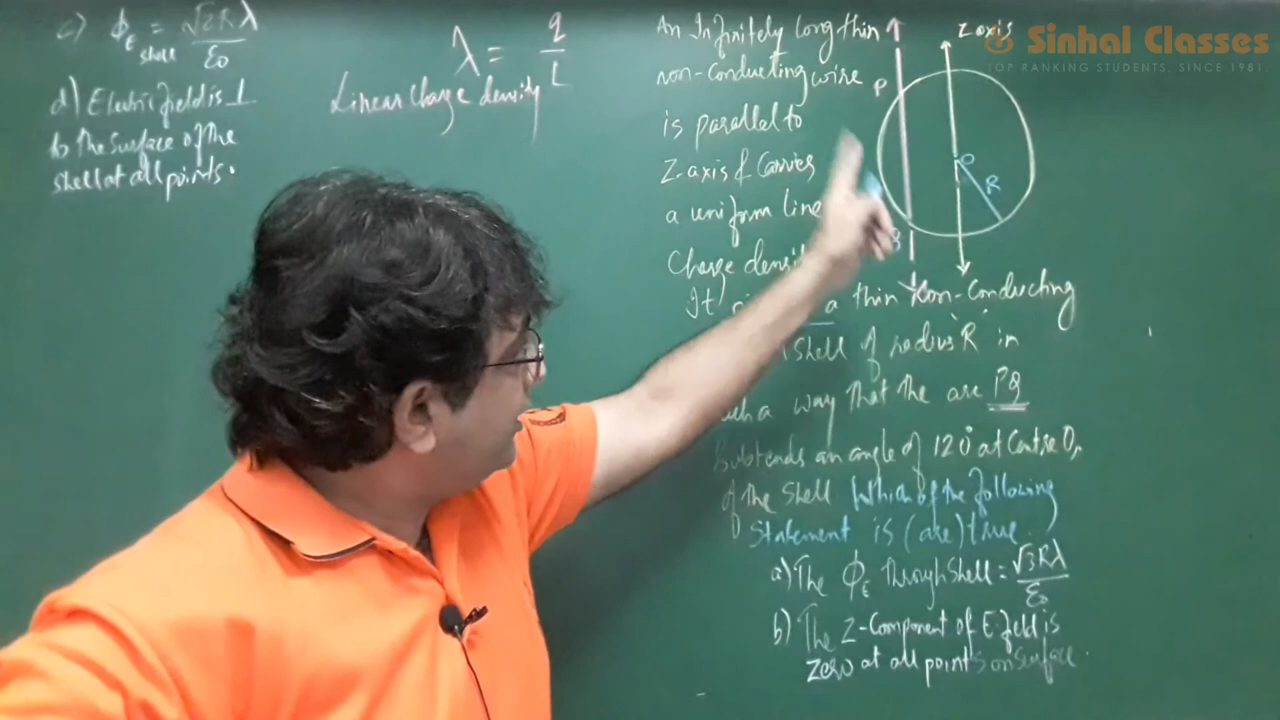 c) ϕE shell = √2Rλ/ε0
d) Electric field is ⊥
to the surface of the
shell at all points.
λ = q/L
Linear charge density
An Infinitely long thin
non-Conducting wire
is parallel to
Z-axis & Carries
a uniform line
Charge densi
It a thin Non-Conducting
shell of radius 'R' in
a way that the arc PQ
Subtends an angle of 120° at Centre O,
of the shell which of the following
Statement is (are) true.
a) The ϕE through shell = √3Rλ/ε0
b) The Z-Component of E.field is
zero at all points on surface.
Z axis
P
O
R
Sinhal Classes
TOP RANKING STUDENTS, SINCE 1981